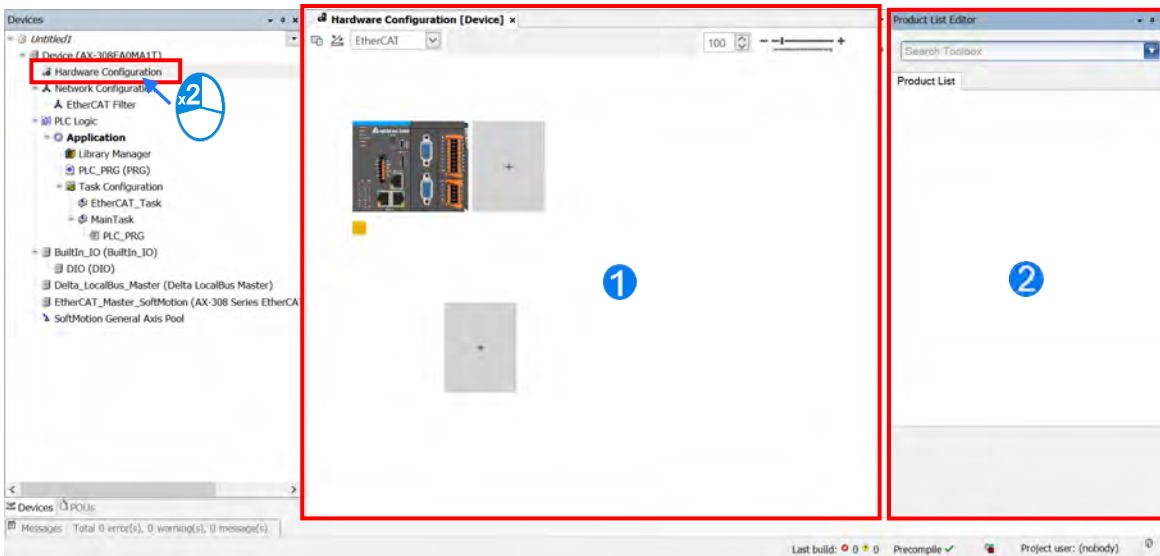 Devices
Untitled1
Device (AX-308EA0MA1T)
Hardware Configuration
Network Configuration
EtherCAT Filter
PLC Logic
Application
Library Manager
PLC_PRG (PRG)
Task Configuration
EtherCAT_Task
MainTask
PLC_PRG
BuiltIn_IO (BuiltIn_IO)
DIO (DIO)
Delta_LocalBus_Master (Delta LocalBus Master)
EtherCAT_Master_SoftMotion (AX-308 Series EtherCA
SoftMotion General Axis Pool
x2
Devices
POUs
Messages Total 0 error(s), 0 warning(s), 0 message(s)
Hardware Configuration [Device] ×
EtherCAT
100
1
Product List Editor
Search Toolbox
Product List
2
Last build: 0 0 Precompile Project user: (nobody)